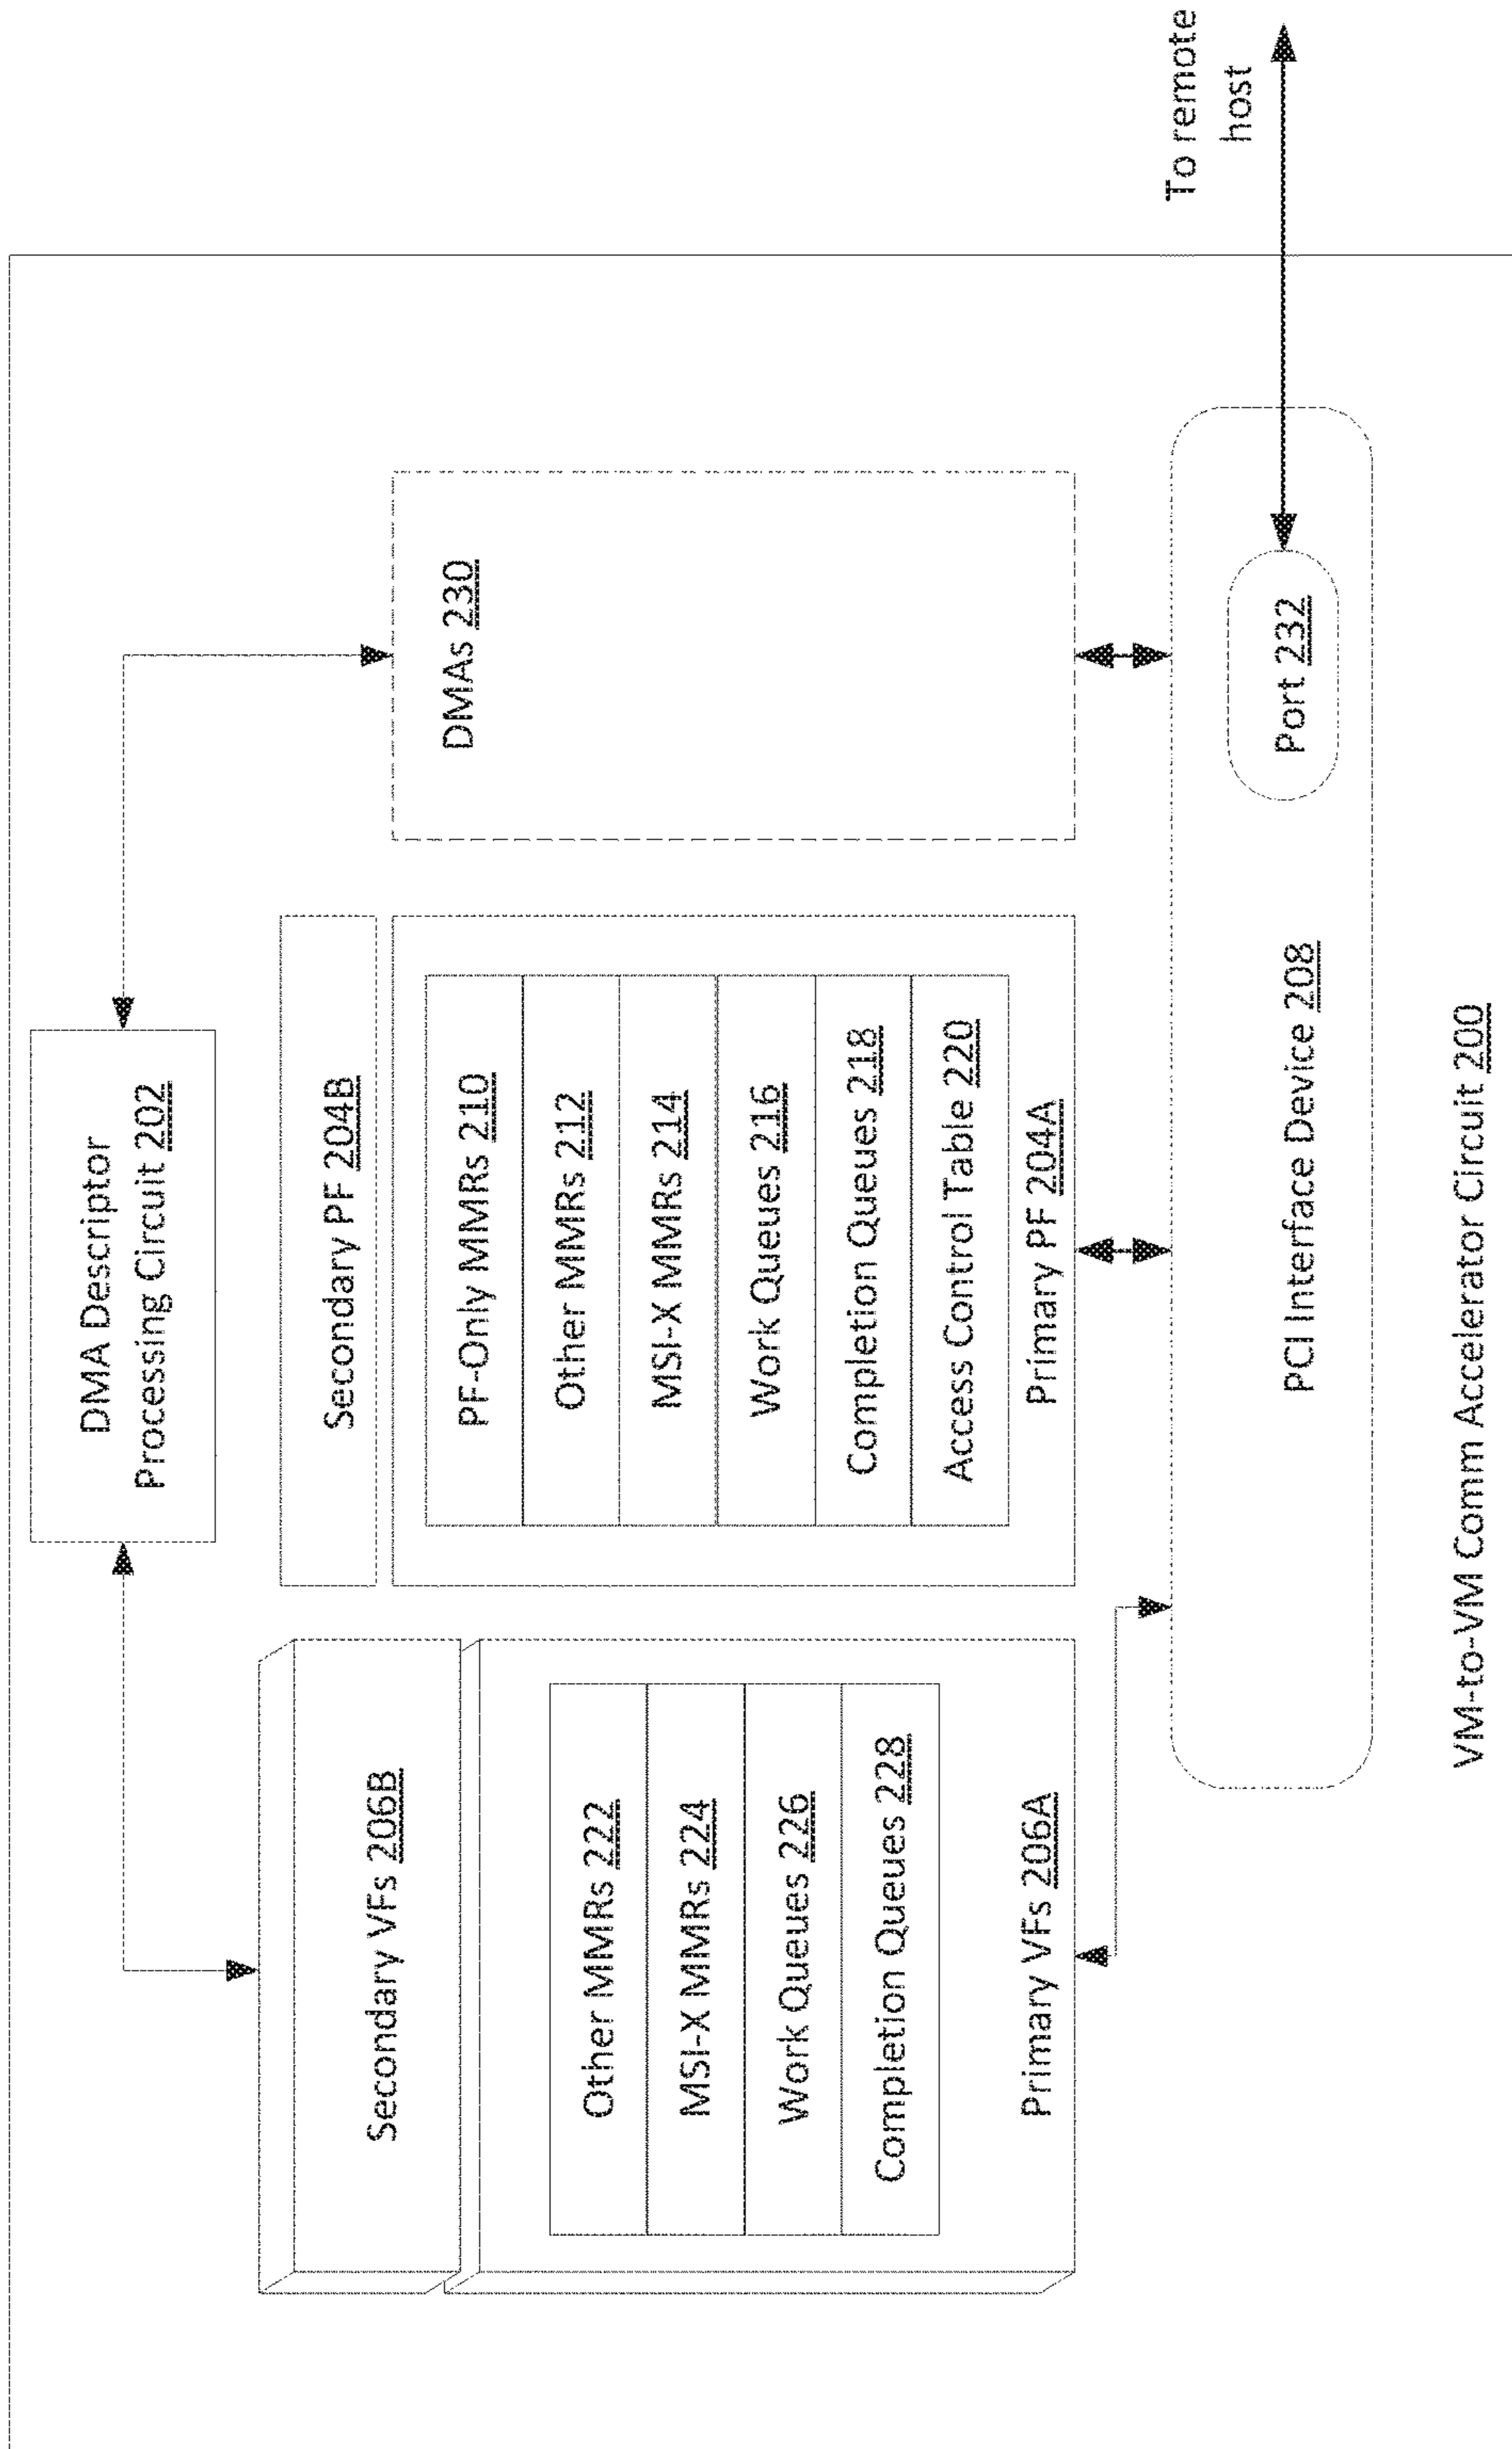 DMA Descriptor
Processing Circuit 202
Secondary VFs 206B
Other MMRs 222
MSI-X MMRs 224
Work Queues 226
Completion Queues 228
Primary VFs 206A
Secondary PF 204B
PF-Only MMRs 210
Other MMRs 212
MSI-X MMRs 214
Work Queues 216
Completion Queues 218
Access Control Table 220
Primary PF 204A
DMAs 230
PCI Interface Device 208
Port 232
To remote
host
VM-to-VM Comm Accelerator Circuit 200